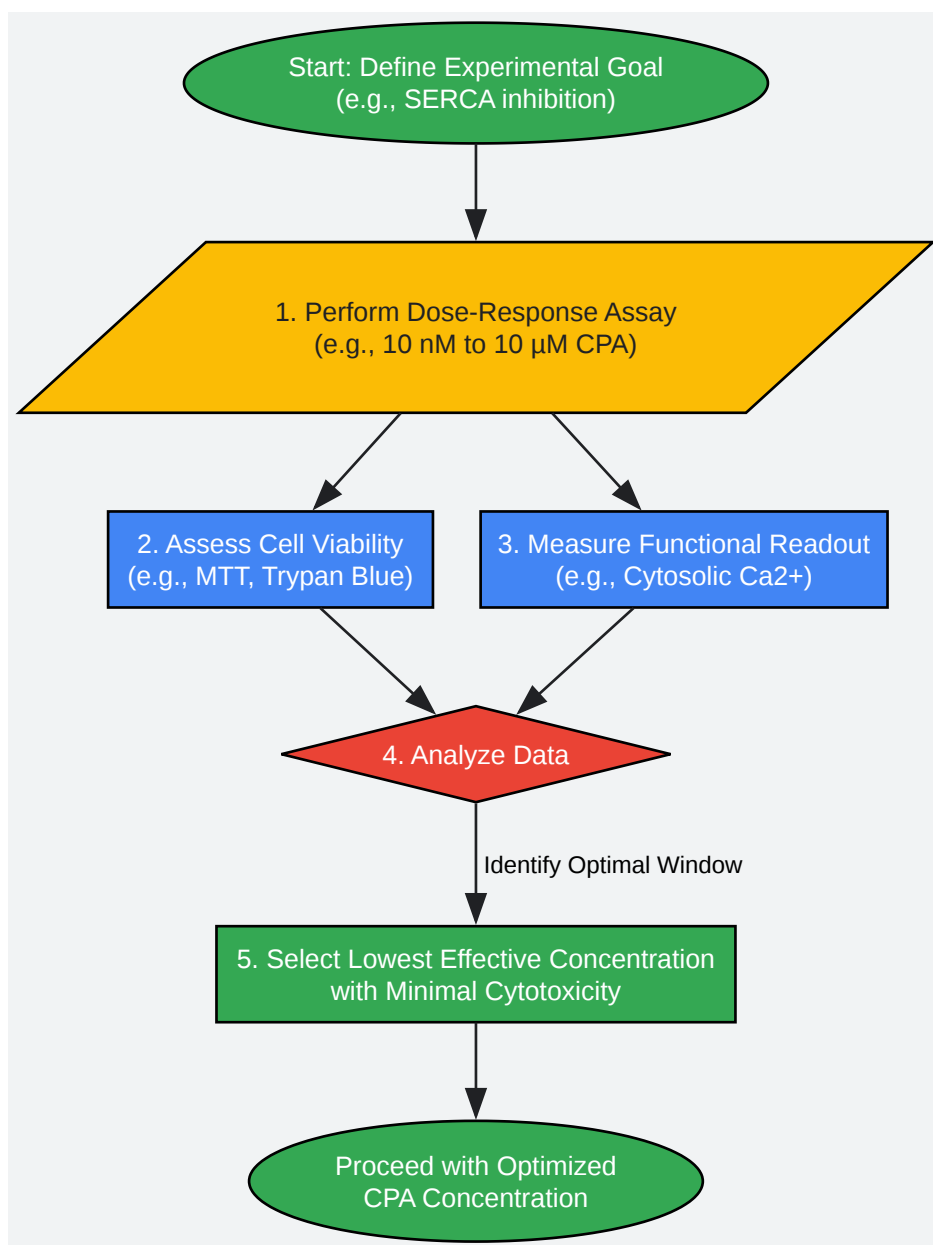 Start: Define Experimental Goal
(e.g., SERCA inhibition)
1. Perform Dose-Response Assay
(e.g., 10 nM to 10 µM CPA)
2. Assess Cell Viability
(e.g., MTT, Trypan Blue)
3. Measure Functional Readout
(e.g., Cytosolic Ca2+)
4. Analyze Data
Identify Optimal Window
5. Select Lowest Effective Concentration
with Minimal Cytotoxicity
Proceed with Optimized
CPA Concentration